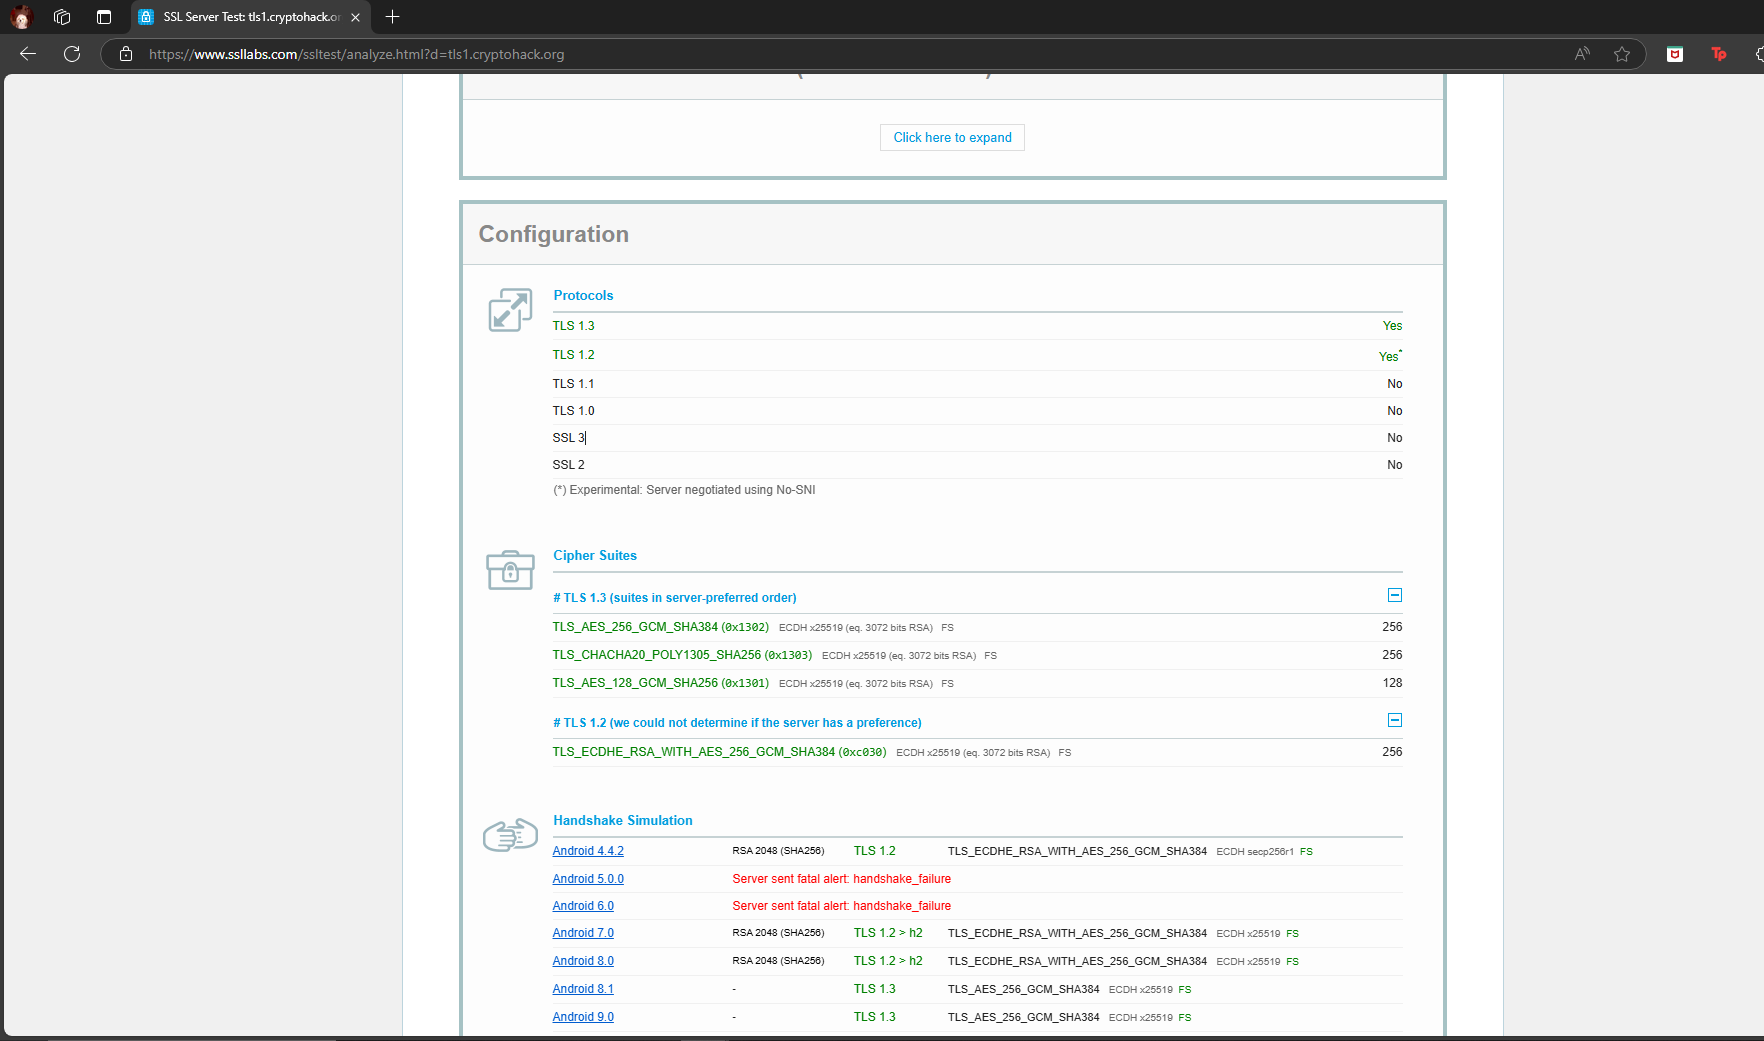 SSL Server Test: tls1.cryptohack.or
https://www.ssllabs.com/ssltest/analyze.html?d=tls1.cryptohack.org
Click here to expand
Configuration
Protocols
TLS 1.3 Yes
TLS 1.2 Yes*
TLS 1.1 No
TLS 1.0 No
SSL 3 No
SSL 2 No
(*) Experimental: Server negotiated using No-SNI
Cipher Suites
# TLS 1.3 (suites in server-preferred order)
TLS_AES_256_GCM_SHA384 (0x1302) ECDH x25519 (eq. 3072 bits RSA) FS 256
TLS_CHACHA20_POLY1305_SHA256 (0x1303) ECDH x25519 (eq. 3072 bits RSA) FS 256
TLS_AES_128_GCM_SHA256 (0x1301) ECDH x25519 (eq. 3072 bits RSA) FS 128
# TLS 1.2 (we could not determine if the server has a preference)
TLS_ECDHE_RSA_WITH_AES_256_GCM_SHA384 (0xc030) ECDH x25519 (eq. 3072 bits RSA) FS 256
Handshake Simulation
Android 4.4.2 RSA 2048 (SHA256) TLS 1.2 TLS_ECDHE_RSA_WITH_AES_256_GCM_SHA384 ECDH secp256r1 FS
Android 5.0.0 Server sent fatal alert: handshake_failure
Android 6.0 Server sent fatal alert: handshake_failure
Android 7.0 RSA 2048 (SHA256) TLS 1.2 > h2 TLS_ECDHE_RSA_WITH_AES_256_GCM_SHA384 ECDH x25519 FS
Android 8.0 RSA 2048 (SHA256) TLS 1.2 > h2 TLS_ECDHE_RSA_WITH_AES_256_GCM_SHA384 ECDH x25519 FS
Android 8.1 - TLS 1.3 TLS_AES_256_GCM_SHA384 ECDH x25519 FS
Android 9.0 - TLS 1.3 TLS_AES_256_GCM_SHA384 ECDH x25519 FS